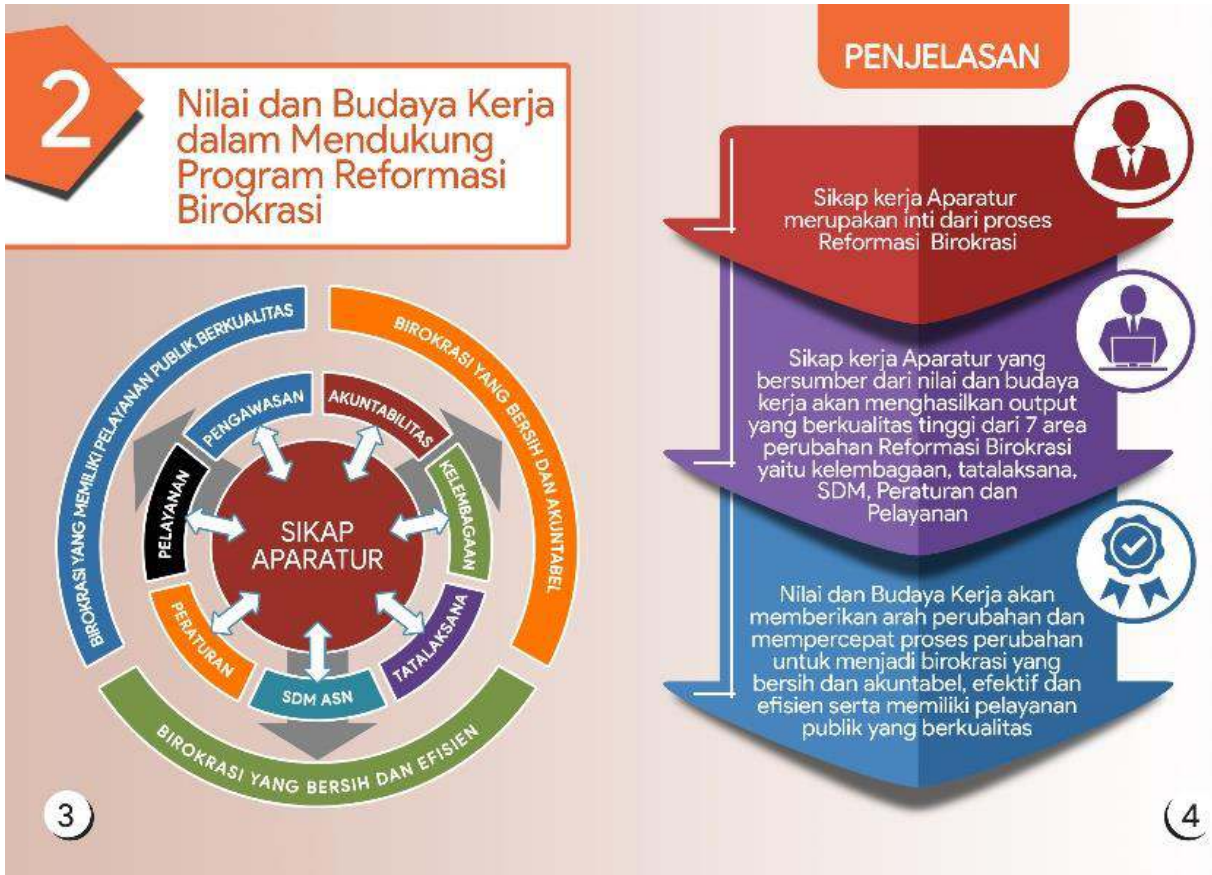 2
Nilai dan Budaya Kerja
dalam Mendukung
Program Reformasi
Birokrasi
BIROKRASI YANG MEMILIKI PELAYANAN PUBLIK BERKUALITAS
BIROKRASI YANG BERSIH DAN AKUNTABEL
BIROKRASI YANG BERSIH DAN EFISIEN
PENGAWASAN
AKUNTABILITAS
KELEMBAGAAN
TATALAKSANA
SDM ASN
PERATURAN
PELAYANAN
SIKAP
APARATUR
3
PENJELASAN
Sikap kerja Aparatur
merupakan inti dari proses
Reformasi Birokrasi
Sikap kerja Aparatur yang
bersumber dari nilai dan budaya
kerja akan menghasilkan output
yang berkualitas tinggi dari 7 area
perubahan Reformasi Birokrasi
yaitu kelembagaan, tatalaksana,
SDM, Peraturan dan
Pelayanan
Nilai dan Budaya Kerja akan
memberikan arah perubahan dan
mempercepat proses perubahan
untuk menjadi birokrasi yang
bersih dan akuntabel, efektif dan
efisien serta memiliki pelayanan
publik yang berkualitas
4